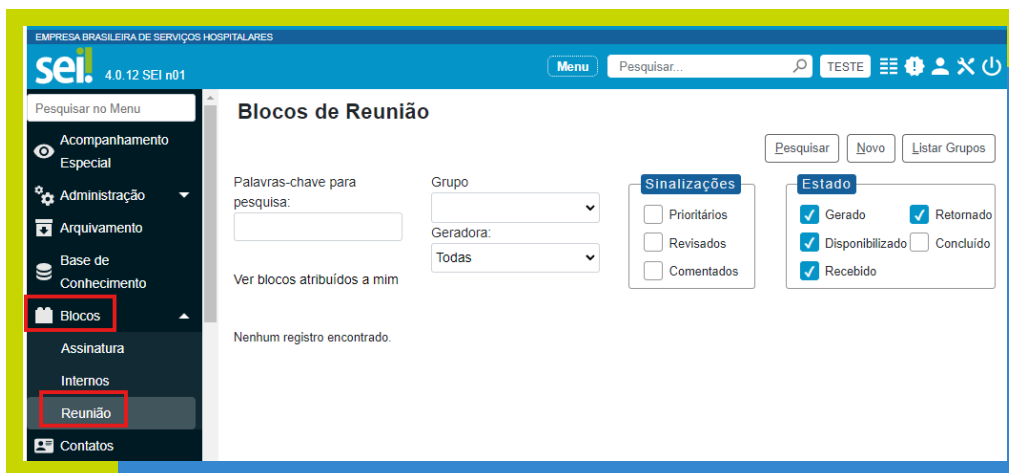 EMPRESA BRASILEIRA DE SERVIÇOS HOSPITALARES
sei!
4.0.12 SEI n01
Menu
Pesquisar...
TESTE
Pesquisar no Menu
Acompanhamento
Especial
Administração
Arquivamento
Base de
Conhecimento
Blocos
Assinatura
Internos
Reunião
Contatos
Blocos de Reunião
Pesquisar
Novo
Listar Grupos
Palavras-chave para
pesquisa:
Ver blocos atribuídos a mim
Grupo
Geradora:
Todas
Sinalizações
Prioritários
Revisados
Comentados
Estado
Gerado
Retornado
Disponibilizado
Concluído
Recebido
Nenhum registro encontrado.